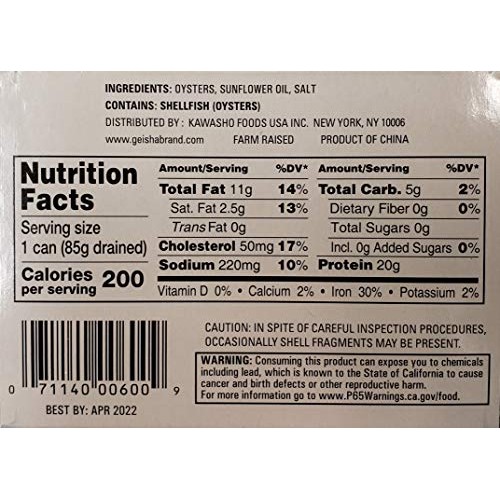 INGREDIENTS: OYSTERS, SUNFLOWER OIL, SALT
CONTAINS: SHELLFISH (OYSTERS)
DISTRIBUTED BY : KAWASHO FOODS USA INC. NEW YORK, NY 10006
www.geishabrand.com FARM RAISED PRODUCT OF CHINA
Nutrition
Facts
Serving size
1 can (85g drained)
Calories
per serving 200
Amount/Serving %DV*
Total Fat 11g 14%
Sat. Fat 2.5g 13%
Trans Fat 0g
Cholesterol 50mg 17%
Sodium 220mg 10%
Amount/Serving %DV*
Total Carb. 5g 2%
Dietary Fiber 0g 0%
Total Sugars 0g
Incl. 0g Added Sugars 0%
Protein 20g
Vitamin D 0% • Calcium 2% • Iron 30% • Potassium 2%
CAUTION: IN SPITE OF CAREFUL INSPECTION PROCEDURES,
OCCASIONALLY SHELL FRAGMENTS MAY BE PRESENT.
WARNING: Consuming this product can expose you to chemicals
including lead, which is known to the State of California to cause
cancer and birth defects or other reproductive harm.
For more information go to www.P65Warnings.ca.gov/food.
0 71140 00600 9
BEST BY: APR 2022